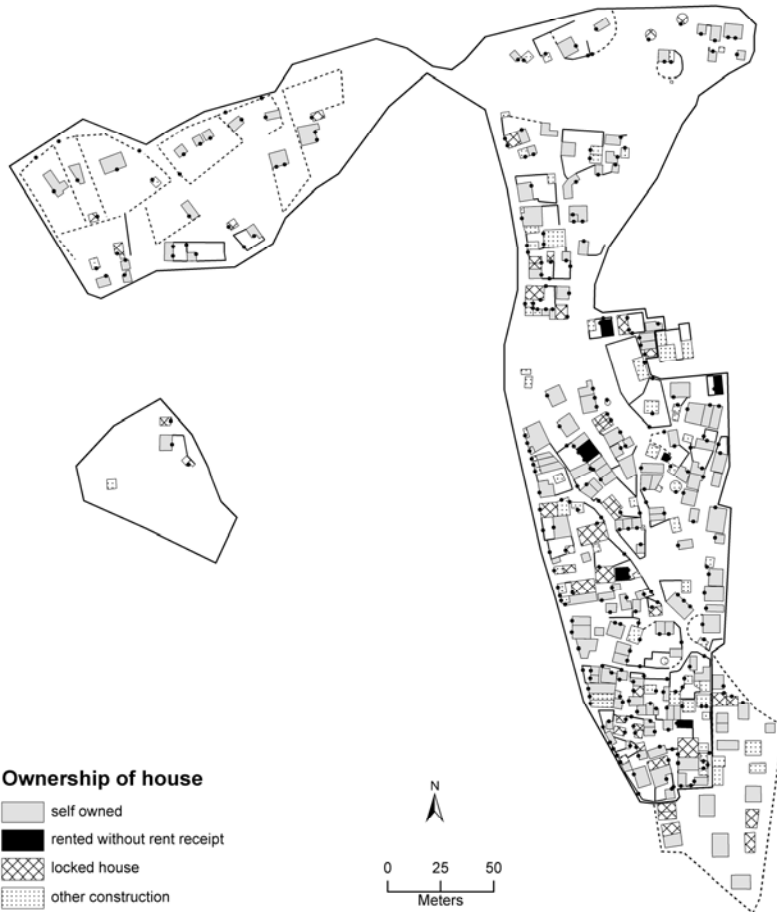 Ownership of house
self owned
rented without rent receipt
locked house
other construction
N
0 25 50
Meters